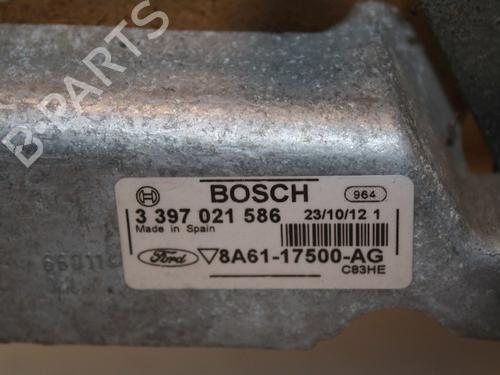 B-PARTS
BOSCH 964
3 397 021 586 23/10/12 1
Made in Spain
Ford 8A61-17500-AG
C83HE